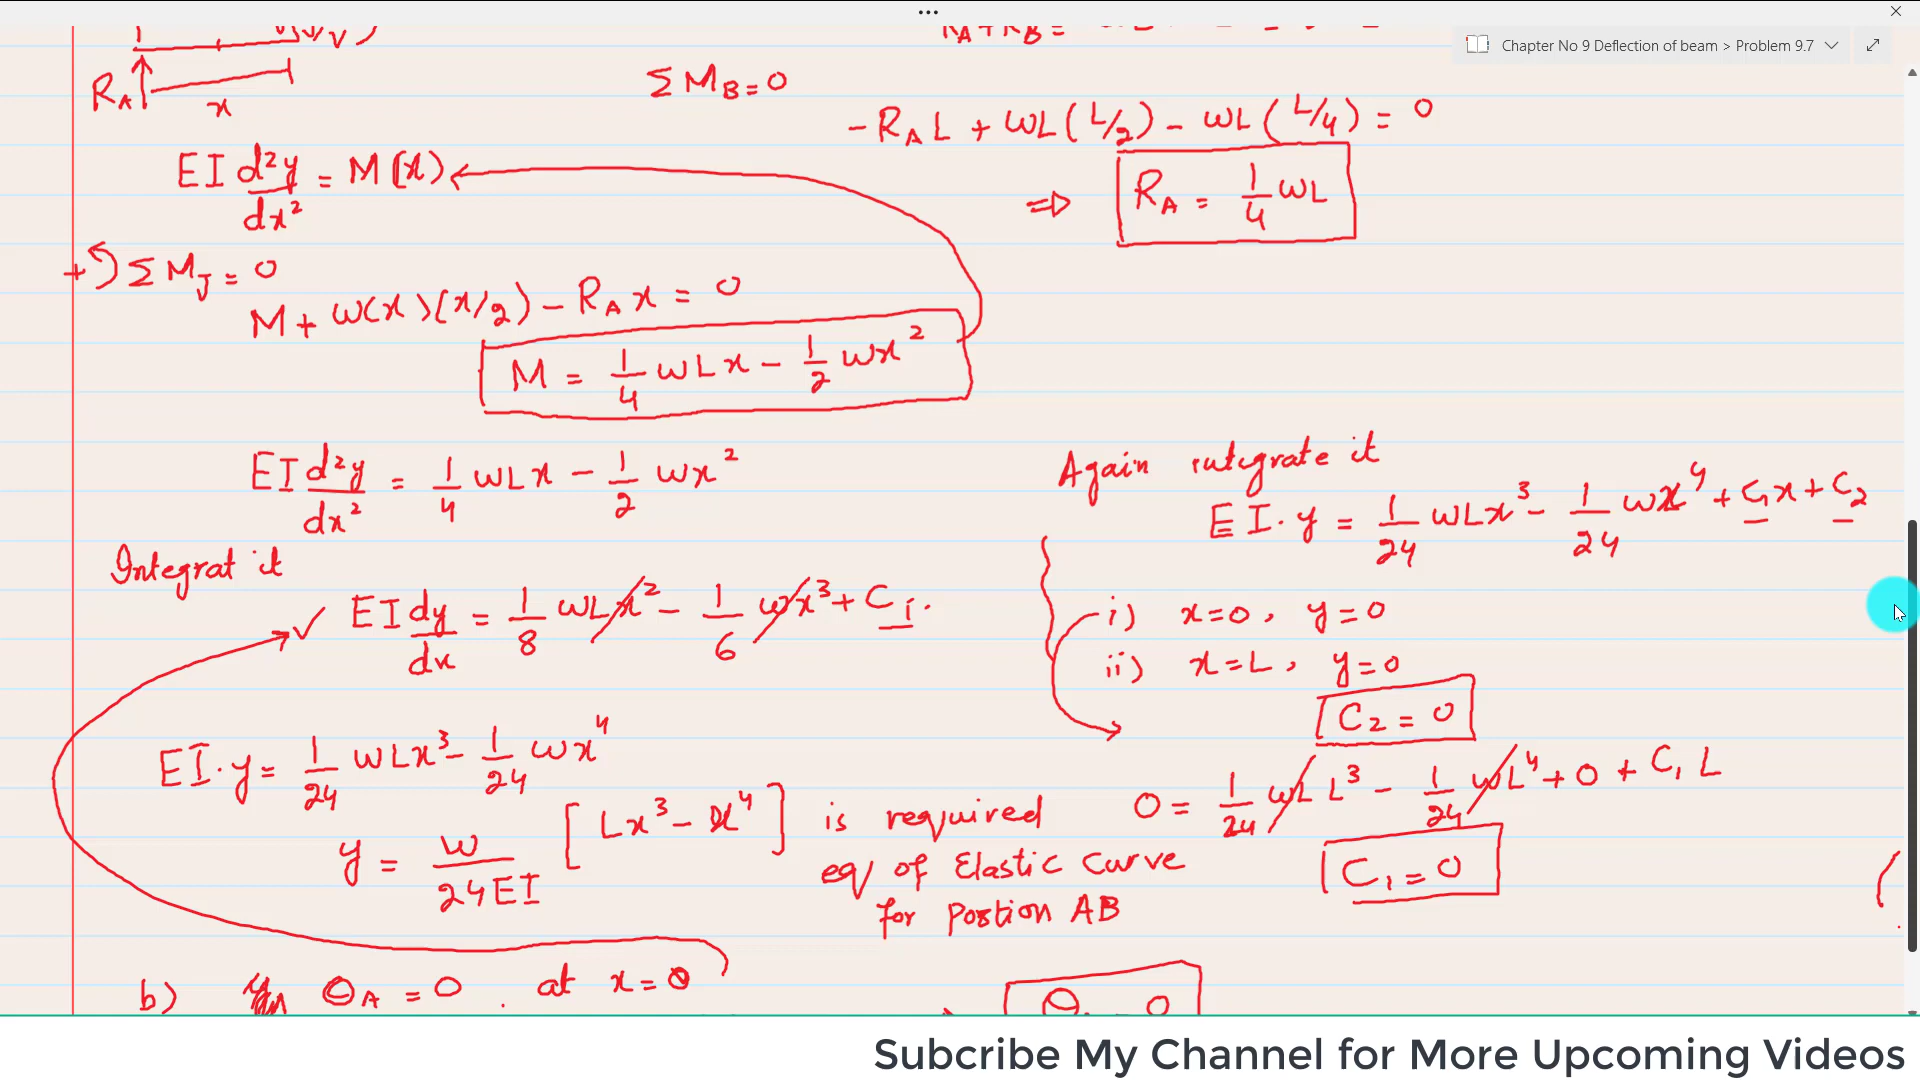 ...
Chapter No 9 Deflection of beam > Problem 9.7
R_A x
Σ M_B = 0
- R_A L + wL (L/2) - wL (L/4) = 0
⇒ R_A = 1/4 wL
EI d²y/dx² = M(x)
+ Σ M_J = 0
M + w(x)(x/2) - R_A x = 0
M = 1/4 wLx - 1/2 wx²
EI d²y/dx² = 1/4 wLx - 1/2 wx²
Integrat it
✓ EI dy/dx = 1/8 wLx² - 1/6 wx³ + C₁.
EI.y = 1/24 wLx³ - 1/24 wx⁴
y = w/24EI [Lx³ - x⁴] is required
eq of Elastic curve
for Postion AB
Again integrate it
EI.y = 1/24 wLx³ - 1/24 wx⁴ + C₁x + C₂
i) x=0, y=0
ii) x=L, y=0
C₂ = 0
0 = 1/24 wL L³ - 1/24 wL⁴ + 0 + C₁L
C₁ = 0
b) θ_A = 0 . at x = 0
Subcribe My Channel for More Upcoming Videos